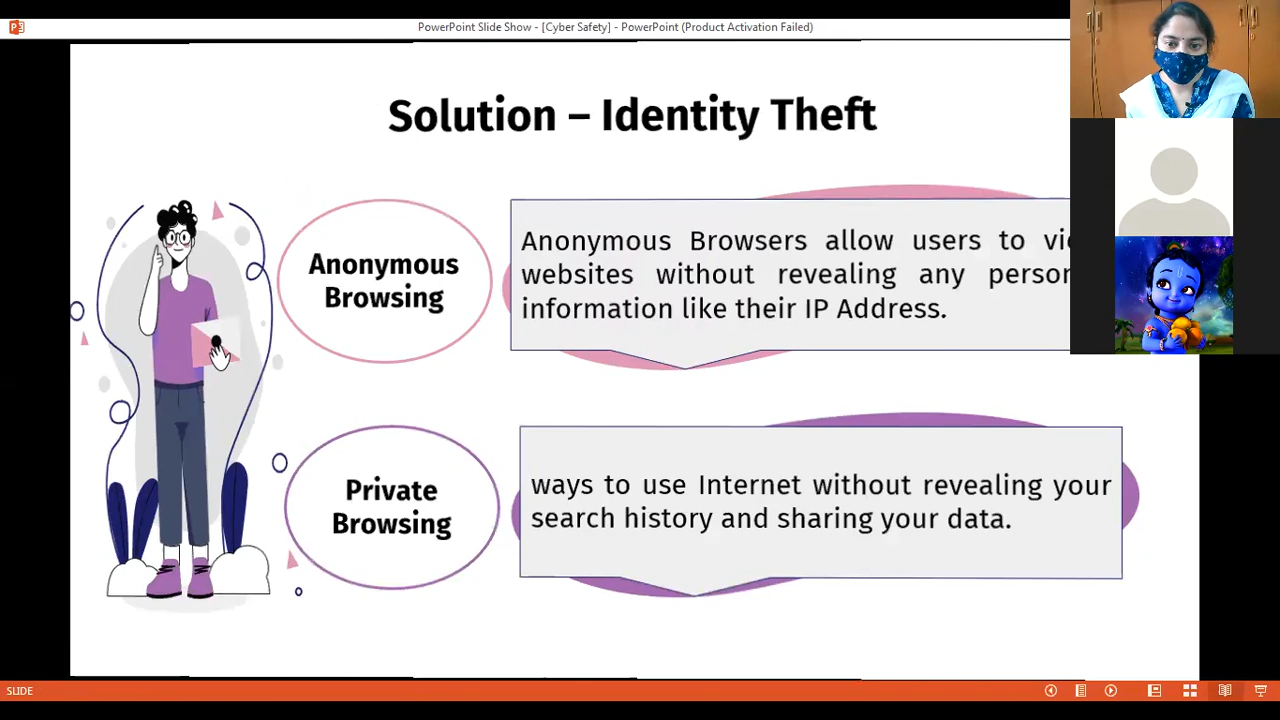 PowerPoint Slide Show - [Cyber Safety] - PowerPoint (Product Activation Failed)
Solution – Identity Theft
Anonymous
Browsing
Anonymous Browsers allow users to
websites without revealing any
information like their IP Address.
Private
Browsing
ways to use Internet without revealing your
search history and sharing your data.
SLIDE